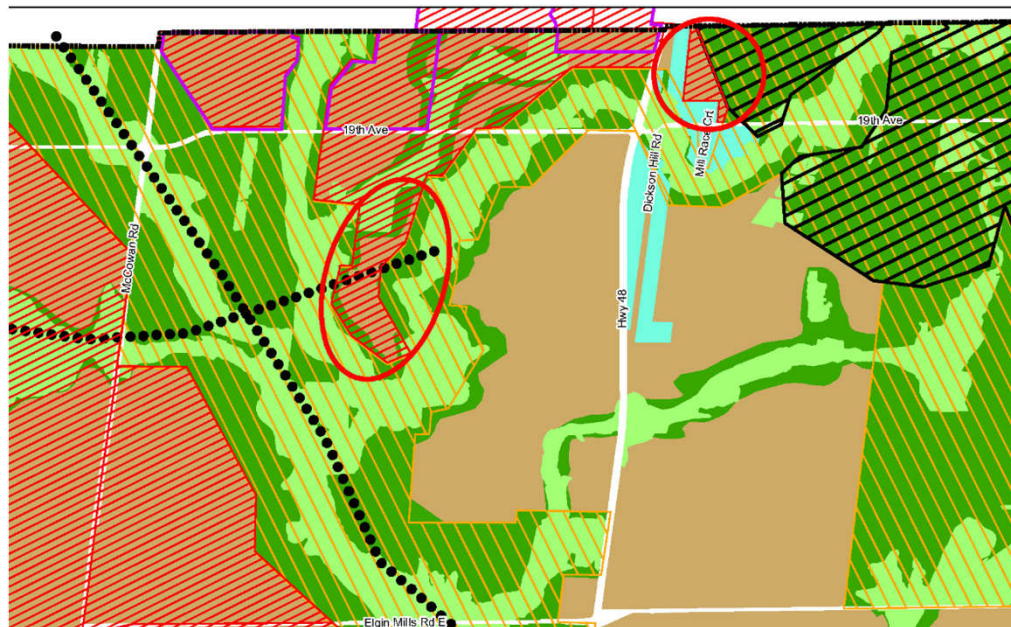 19th Ave
19th Ave
Mill Race Crt
Dickson Hill Rd
McCowan Rd
Hwy 48
Elgin Mills Rd E